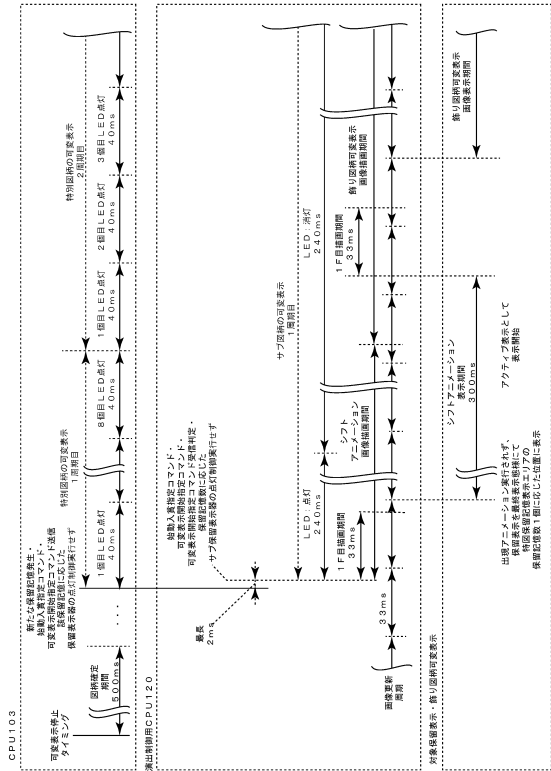 CPU103
可変表示停止
タイミング
図柄確定
期間
500ms
新たな保留記憶発生・
始動入賞指定コマンド・
可変表示開始指定コマンド送信
該保留記憶に応じた
保留表示器の点灯制御実行せず
・・・
特別図柄の可変表示
1周期目
1個目LED点灯
40ms
8個目LED点灯
40ms
特別図柄の可変表示
2周期目
1個目LED点灯
40ms
2個目LED点灯
40ms
3個目LED点灯
40ms
演出制御用CPU120
最長
2ms
始動入賞指定コマンド・
可変表示開始指定コマンド・
可変表示開始指定コマンド受信判定・
保留記憶数に応じた
サブ保留表示器の点灯制御実行せず
サブ図柄の可変表示
1周期目
LED:点灯
240ms
LED:消灯
240ms
1F目描画期間
33ms
シフト
アニメーション
画像描画期間
1F目描画期間
33ms
飾り図柄可変表示
画像描画期間
画像更新
周期
33ms
対象保留表示・飾り図柄可変表示
出現アニメーション実行されず、
保留表示を最終表示態様にて
特図保留記憶表示エリアの
保留記憶数1個に応じた位置に表示
シフトアニメーション
表示期間
300ms
アクティブ表示として
表示開始
飾り図柄可変表示
画像表示期間